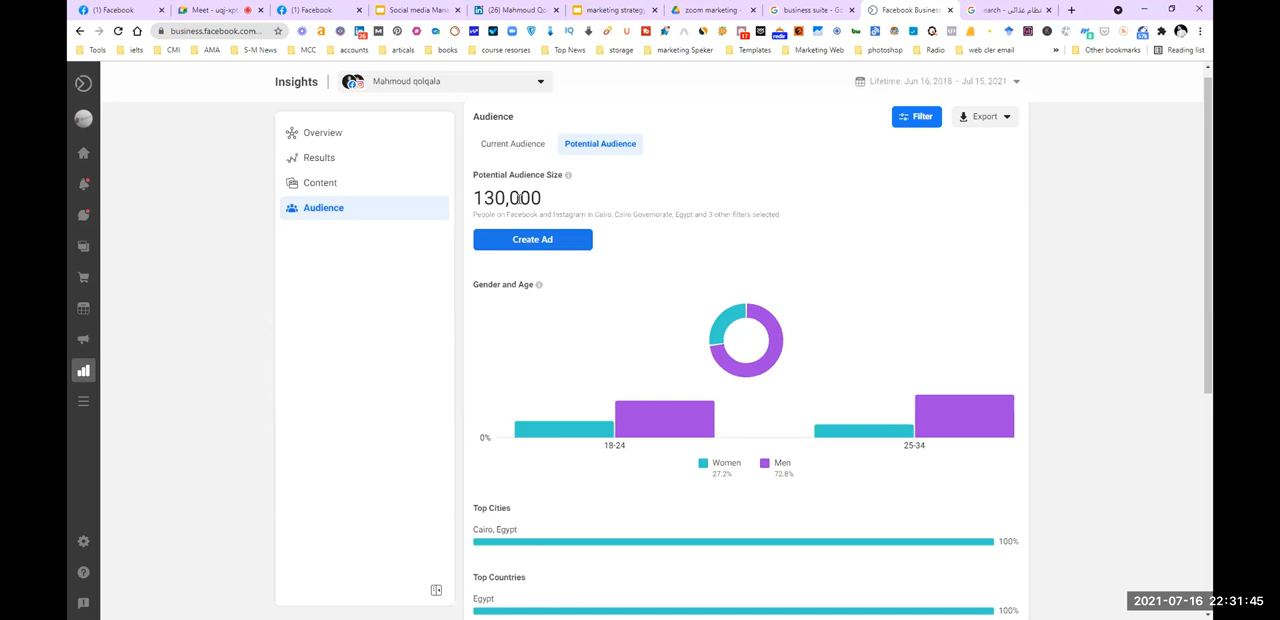 (1) Facebook
Meet - uqj-xpt
(1) Facebook
Social media Mana
(26) Mahmoud Qo
marketing strategy
zoom marketing -
business suite - Go
Facebook Business
نظام غذائي - earch
business.facebook.com...
Tools
ielts
CMI
AMA
S-M News
MCC
accounts
articals
books
course resorses
Top News
storage
marketing Speker
Templates
Marketing Web
photoshop
Radio
web cler email
»
Other bookmarks
Reading list
Insights
Mahmoud qolqala
Lifetime: Jun 16, 2018 – Jul 15, 2021
Overview
Results
Content
Audience
Audience
Filter
Export
Current Audience
Potential Audience
Potential Audience Size
130,000
People on Facebook and Instagram in Cairo, Cairo Governorate, Egypt and 3 other filters selected
Create Ad
Gender and Age
0%
18-24
25-34
Women
27.2%
Men
72.8%
Top Cities
Cairo, Egypt
100%
Top Countries
Egypt
100%
2021-07-16 22:31:45